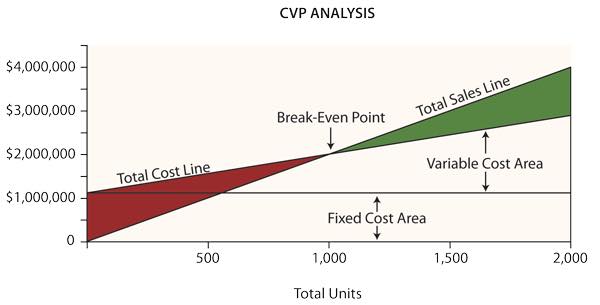 CVP ANALYSIS
$4,000,000
$3,000,000
$2,000,000
$1,000,000
0
Total Sales Line
Break-Even Point
Total Cost Line
Variable Cost Area
Fixed Cost Area
500
1,000
1,500
2,000
Total Units